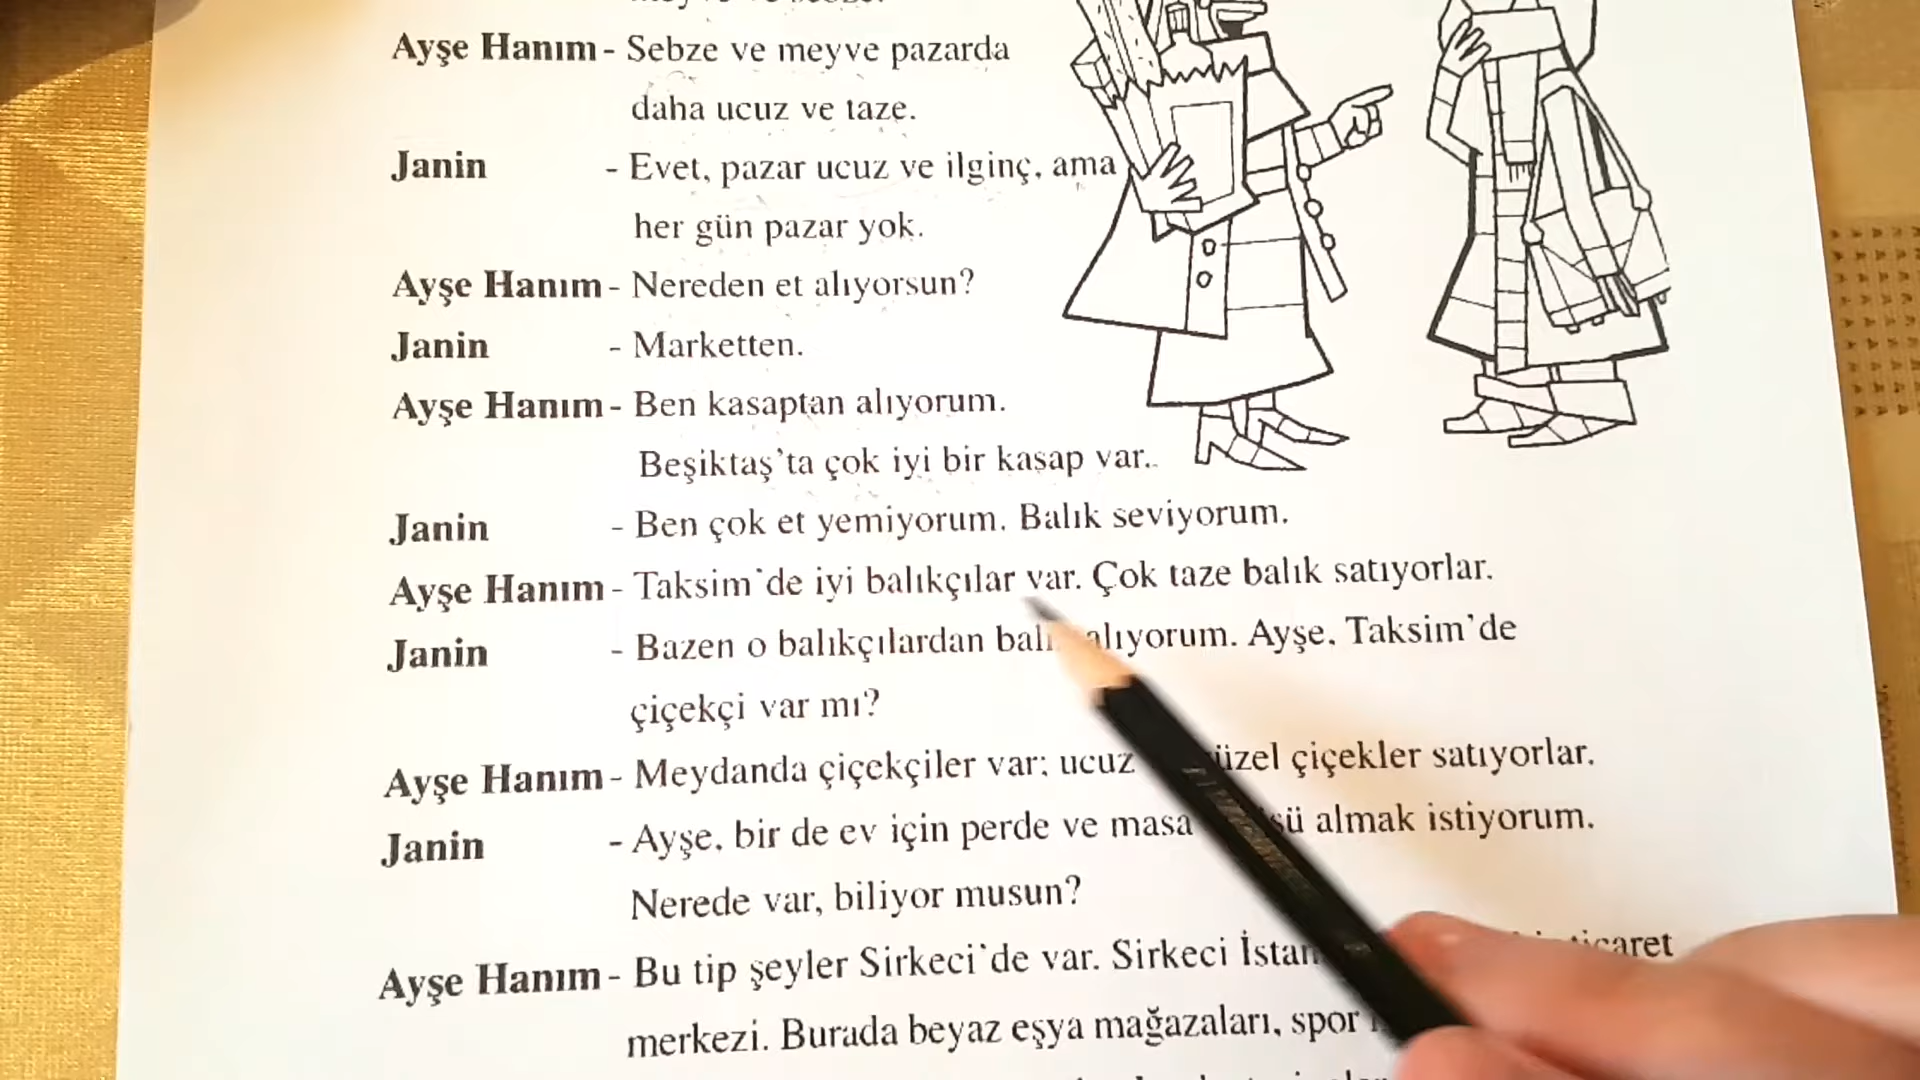 Ayşe Hanım - Sebze ve meyve pazarda
daha ucuz ve taze.
Janin - Evet, pazar ucuz ve ilginç, ama
her gün pazar yok.
Ayşe Hanım - Nereden et alıyorsun?
Janin - Marketten.
Ayşe Hanım - Ben kasaptan alıyorum.
Beşiktaş'ta çok iyi bir kasap var..
Janin - Ben çok et yemiyorum. Balık seviyorum.
Ayşe Hanım - Taksim'de iyi balıkçılar var. Çok taze balık satıyorlar.
Janin - Bazen o balıkçılardan alıyorum. Ayşe, Taksim'de
çiçekçi var mı?
Ayşe Hanım - Meydanda çiçekçiler var; ucuz çiçekler satıyorlar.
Janin - Ayşe, bir de ev için perde ve masa almak istiyorum.
Nerede var, biliyor musun?
Ayşe Hanım - Bu tip şeyler Sirkeci'de var. Sirkeci
merkezi. Burada beyaz eşya mağazaları, spor